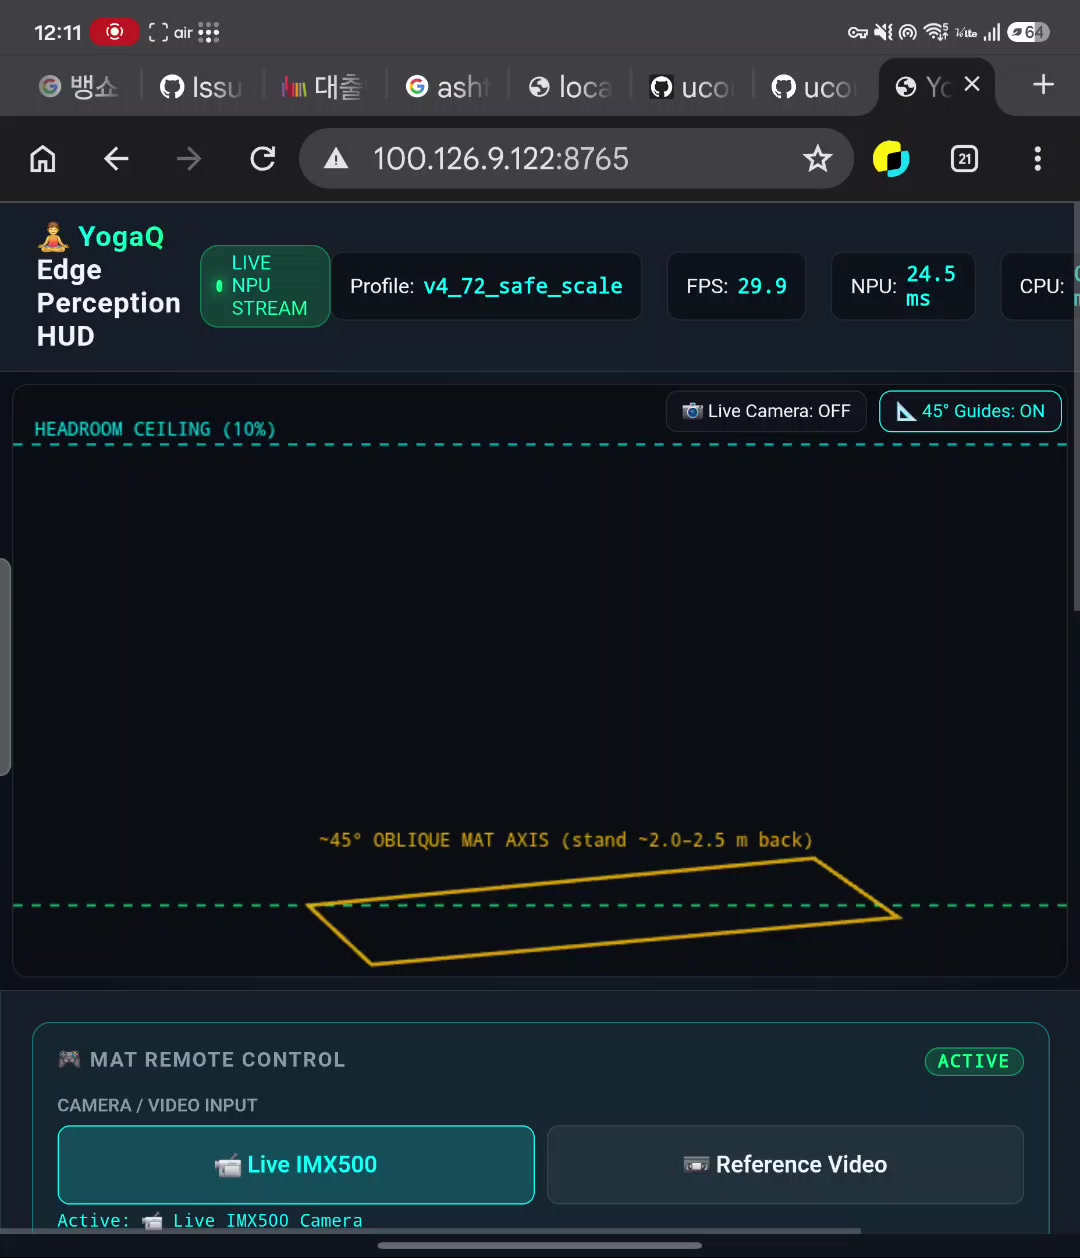 12:11 air Vo LTE 64
뱅쇼 Issu 대출 ash loca uco uco Yo
100.126.9.122:8765 21
YogaQ
Edge
Perception
HUD
LIVE
NPU
STREAM
Profile: v4_72_safe_scale
FPS: 29.9
NPU: 24.5
ms
CPU:
Live Camera: OFF
45° Guides: ON
HEADROOM CEILING (10%)
~45° OBLIQUE MAT AXIS (stand ~2.0–2.5 m back)
MAT REMOTE CONTROL
ACTIVE
CAMERA / VIDEO INPUT
Live IMX500
Reference Video
Active: Live IMX500 Camera